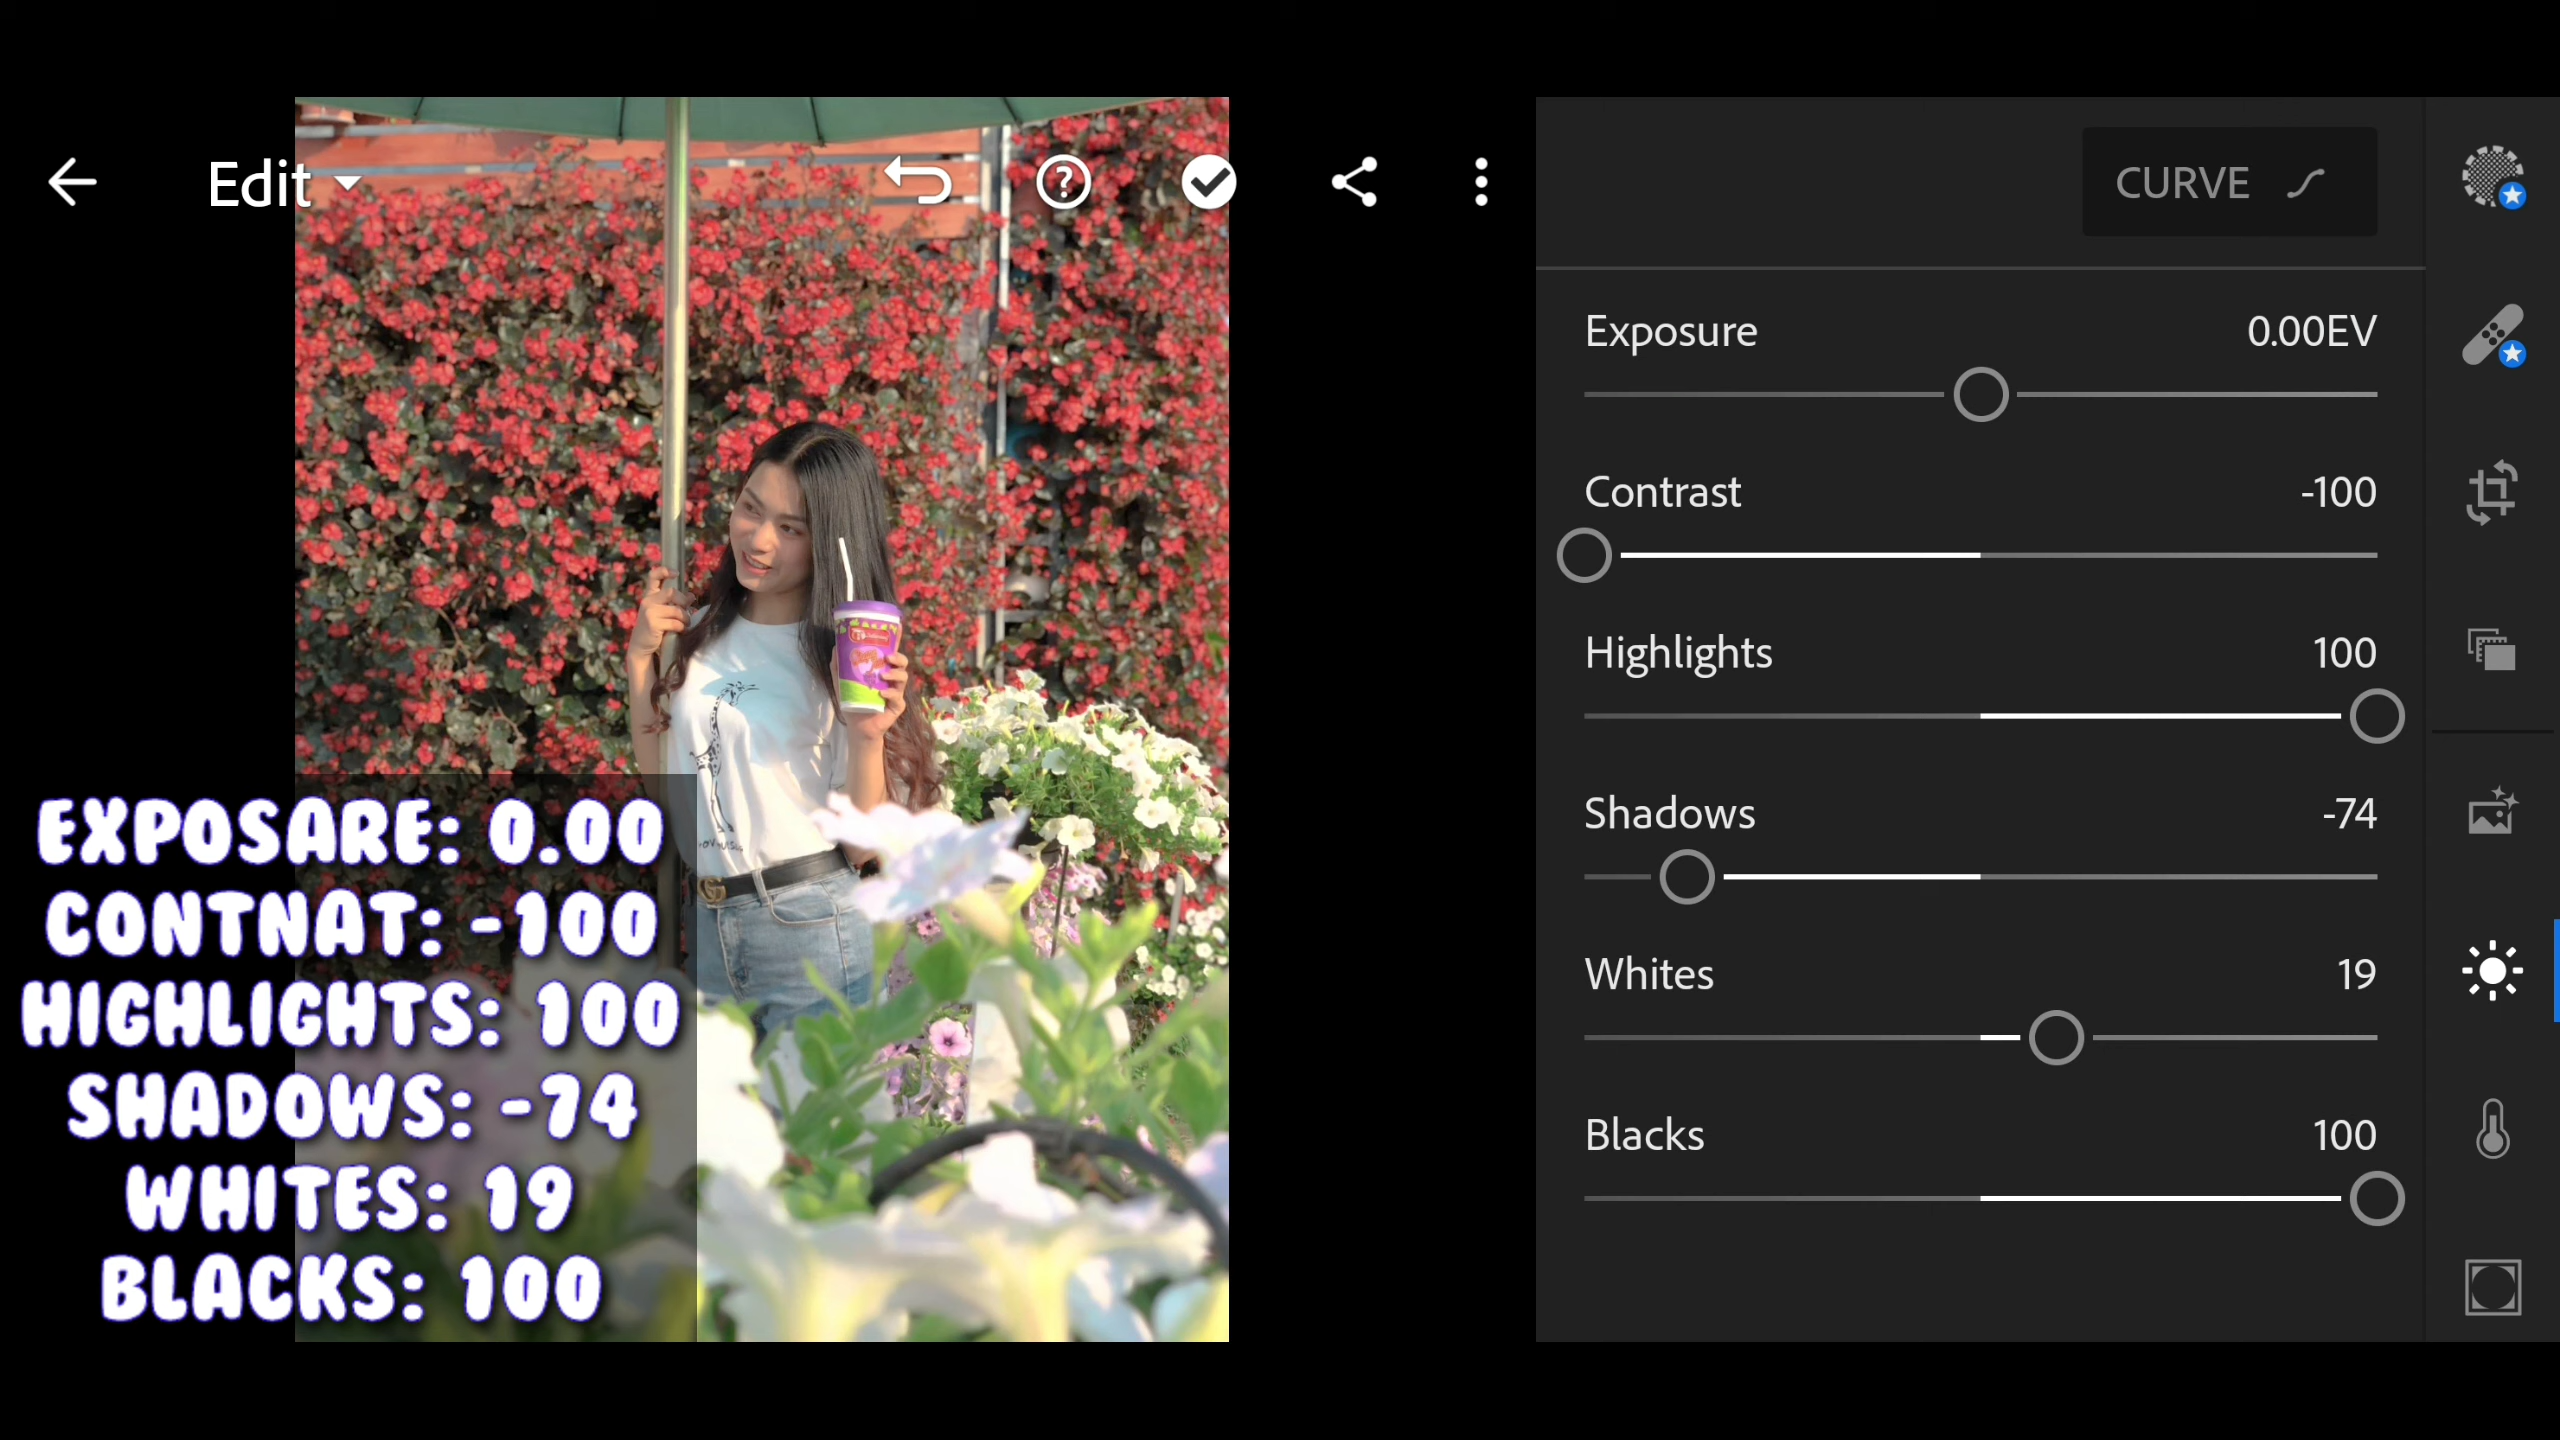 Edit
CURVE
Exposure 0.00EV
Contrast -100
Highlights 100
Shadows -74
Whites 19
Blacks 100
EXPOSARE: 0.00
CONTNAT: -100
HIGHLIGHTS: 100
SHADOWS: -74
WHITES: 19
BLACKS: 100